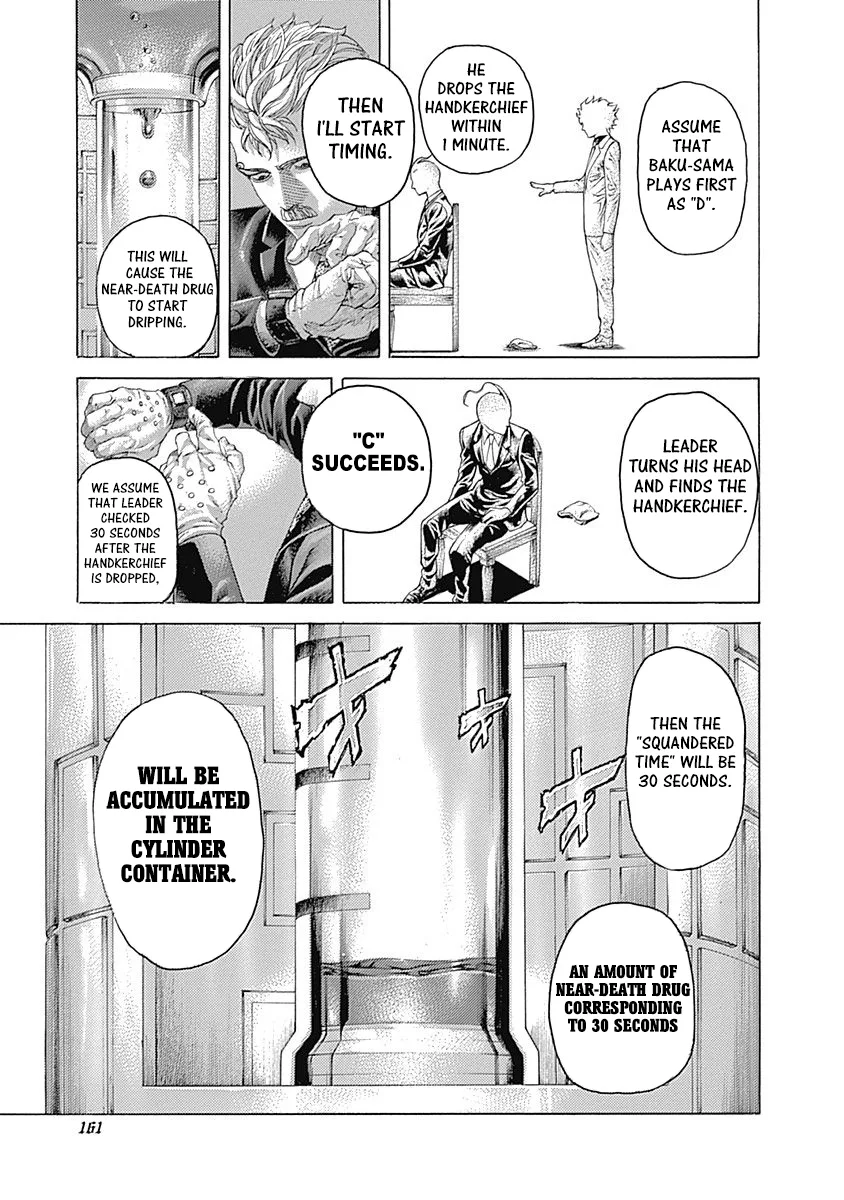 ASSUME
THAT
BAKU-SAMA
PLAYS FIRST
AS "D".
HE
DROPS THE
HANDKERCHIEF
WITHIN
1 MINUTE.
THEN
I'LL START
TIMING.
THIS WILL
CAUSE THE
NEAR-DEATH DRUG
TO START
DRIPPING.
LEADER
TURNS HIS HEAD
AND FINDS THE
HANDKERCHIEF.
"C"
SUCCEEDS.
WE ASSUME
THAT LEADER
CHECKED
30 SECONDS
AFTER THE
HANDKERCHIEF
IS DROPPED,
THEN THE
"SQUANDERED
TIME" WILL BE
30 SECONDS.
AN AMOUNT OF
NEAR-DEATH DRUG
CORRESPONDING
TO 30 SECONDS
キ
キ
キ
WILL BE
ACCUMULATED
IN THE
CYLINDER
CONTAINER.
161